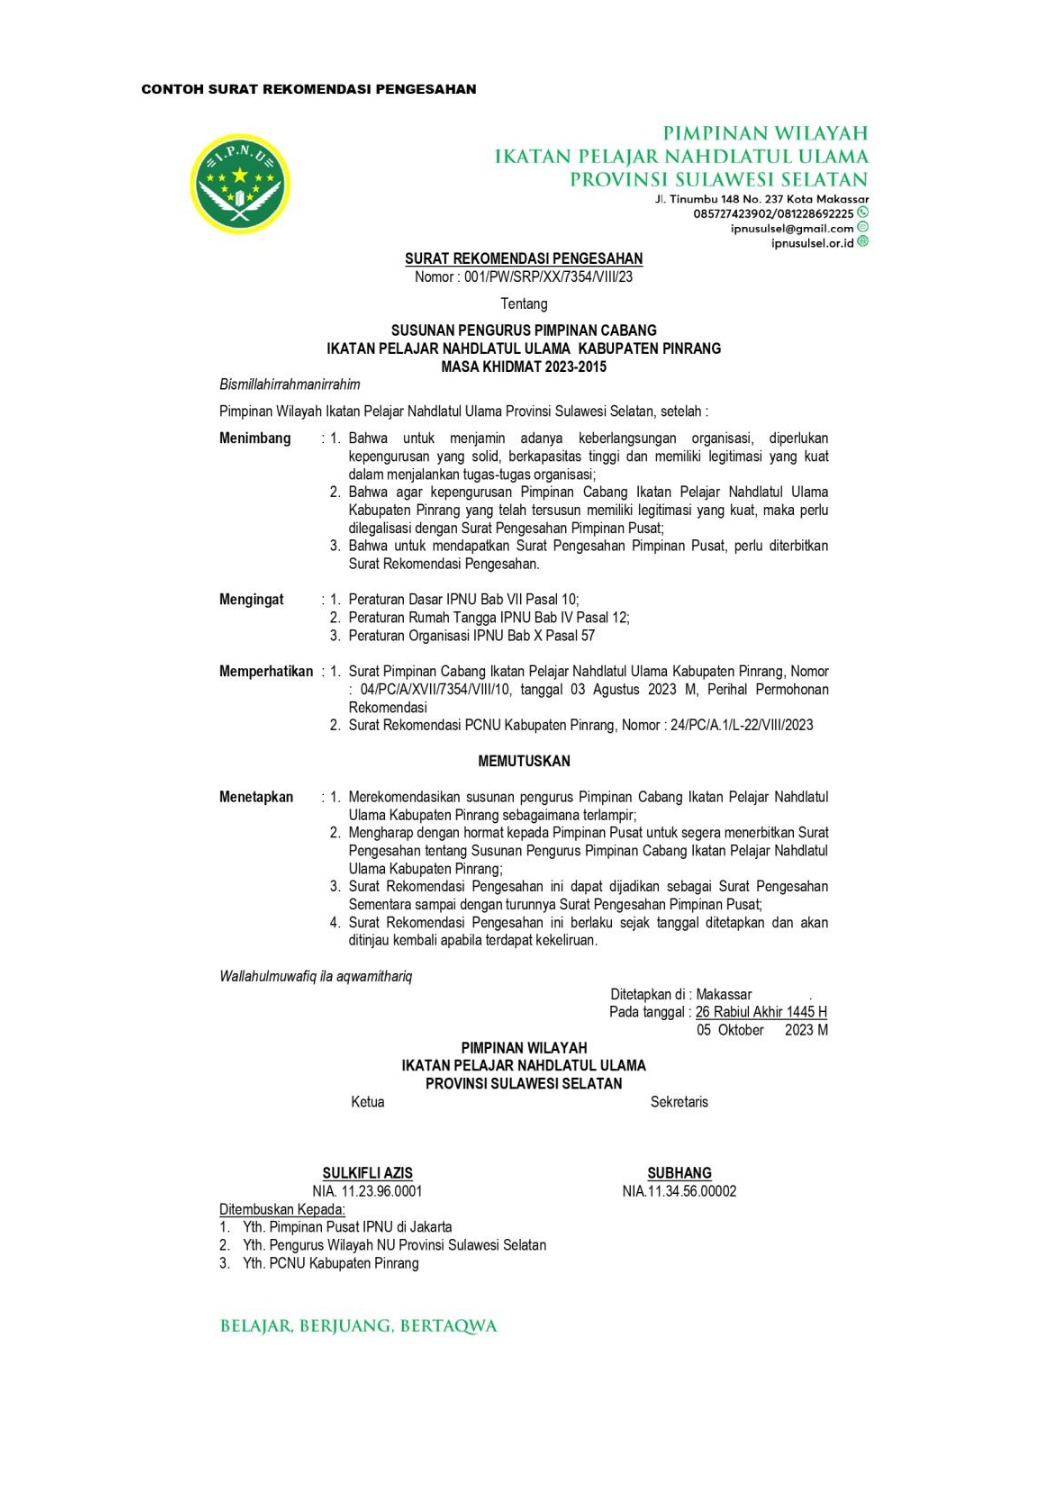 CONTOH SURAT REKOMENDASI PENGESAHAN
I.P.N.U
PIMPINAN WILAYAH
IKATAN PELAJAR NAHDLATUL ULAMA
PROVINSI SULAWESI SELATAN
Jl. Tinumbu 148 No. 237 Kota Makassar
085727423902/081228692225
ipnusulsel@gmail.com
ipnusulsel.or.id
SURAT REKOMENDASI PENGESAHAN
Nomor : 001/PW/SRP/XX/7354/VIII/23
Tentang
SUSUNAN PENGURUS PIMPINAN CABANG
IKATAN PELAJAR NAHDLATUL ULAMA KABUPATEN PINRANG
MASA KHIDMAT 2023-2015
Bismillahirrahmanirrahim
Pimpinan Wilayah Ikatan Pelajar Nahdlatul Ulama Provinsi Sulawesi Selatan, setelah :
Menimbang : 1. Bahwa untuk menjamin adanya keberlangsungan organisasi, diperlukan
kepengurusan yang solid, berkapasitas tinggi dan memiliki legitimasi yang kuat
dalam menjalankan tugas-tugas organisasi;
2. Bahwa agar kepengurusan Pimpinan Cabang Ikatan Pelajar Nahdlatul Ulama
Kabupaten Pinrang yang telah tersusun memiliki legitimasi yang kuat, maka perlu
dilegalisasi dengan Surat Pengesahan Pimpinan Pusat;
3. Bahwa untuk mendapatkan Surat Pengesahan Pimpinan Pusat, perlu diterbitkan
Surat Rekomendasi Pengesahan.
Mengingat : 1. Peraturan Dasar IPNU Bab VII Pasal 10;
2. Peraturan Rumah Tangga IPNU Bab IV Pasal 12;
3. Peraturan Organisasi IPNU Bab X Pasal 57
Memperhatikan : 1. Surat Pimpinan Cabang Ikatan Pelajar Nahdlatul Ulama Kabupaten Pinrang, Nomor
: 04/PC/A/XVII/7354/VIII/10, tanggal 03 Agustus 2023 M, Perihal Permohonan
Rekomendasi
2. Surat Rekomendasi PCNU Kabupaten Pinrang, Nomor : 24/PC/A.1/L-22/VIII/2023
MEMUTUSKAN
Menetapkan : 1. Merekomendasikan susunan pengurus Pimpinan Cabang Ikatan Pelajar Nahdlatul
Ulama Kabupaten Pinrang sebagaimana terlampir;
2. Mengharap dengan hormat kepada Pimpinan Pusat untuk segera menerbitkan Surat
Pengesahan tentang Susunan Pengurus Pimpinan Cabang Ikatan Pelajar Nahdlatul
Ulama Kabupaten Pinrang;
3. Surat Rekomendasi Pengesahan ini dapat dijadikan sebagai Surat Pengesahan
Sementara sampai dengan turunnya Surat Pengesahan Pimpinan Pusat;
4. Surat Rekomendasi Pengesahan ini berlaku sejak tanggal ditetapkan dan akan
ditinjau kembali apabila terdapat kekeliruan.
Wallahulmuwafiq ila aqwamithariq
Ditetapkan di : Makassar .
Pada tanggal : 26 Rabiul Akhir 1445 H
05 Oktober 2023 M
PIMPINAN WILAYAH
IKATAN PELAJAR NAHDLATUL ULAMA
PROVINSI SULAWESI SELATAN
Ketua Sekretaris
SULKIFLI AZIS SUBHANG
NIA. 11.23.96.0001 NIA.11.34.56.00002
Ditembuskan Kepada:
1. Yth. Pimpinan Pusat IPNU di Jakarta
2. Yth. Pengurus Wilayah NU Provinsi Sulawesi Selatan
3. Yth. PCNU Kabupaten Pinrang
BELAJAR, BERJUANG, BERTAQWA